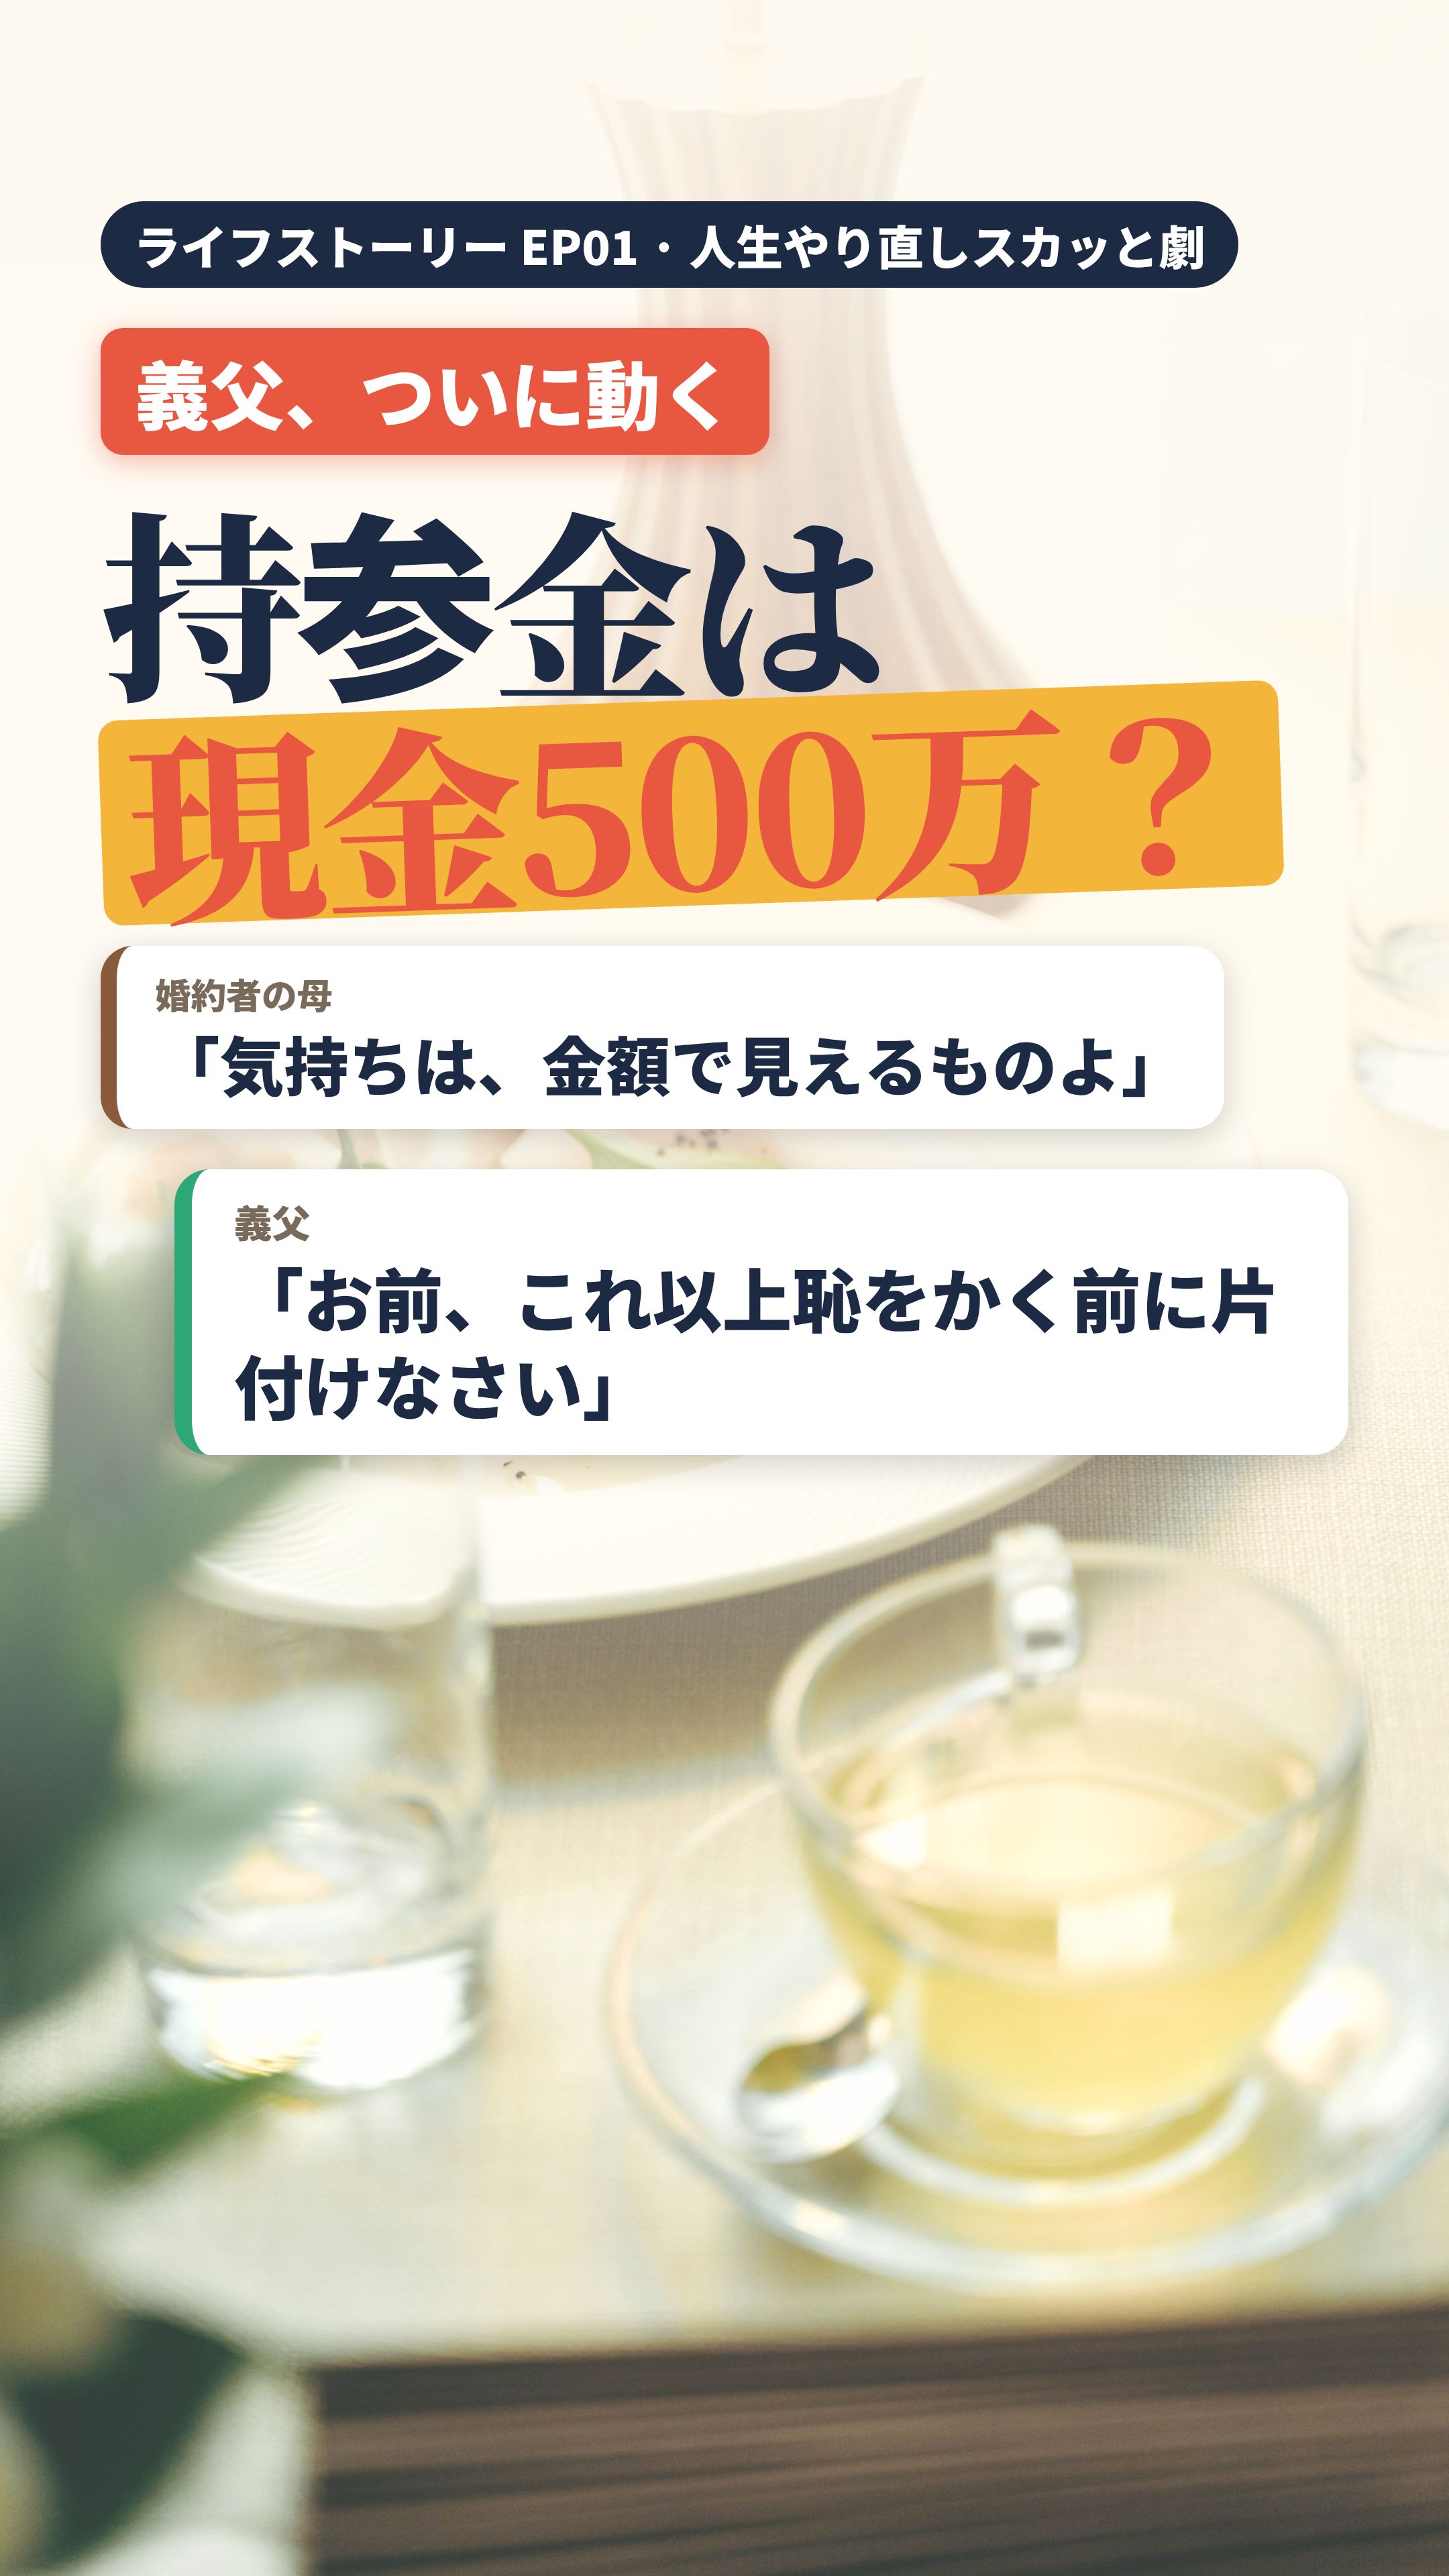 ライフストーリー EP01・人生やり直しスカッと劇
義父、ついに動く
持参金は
現金500万？
婚約者の母
「気持ちは、金額で見えるものよ」
義父
「お前、これ以上恥をかく前に片
付けなさい」